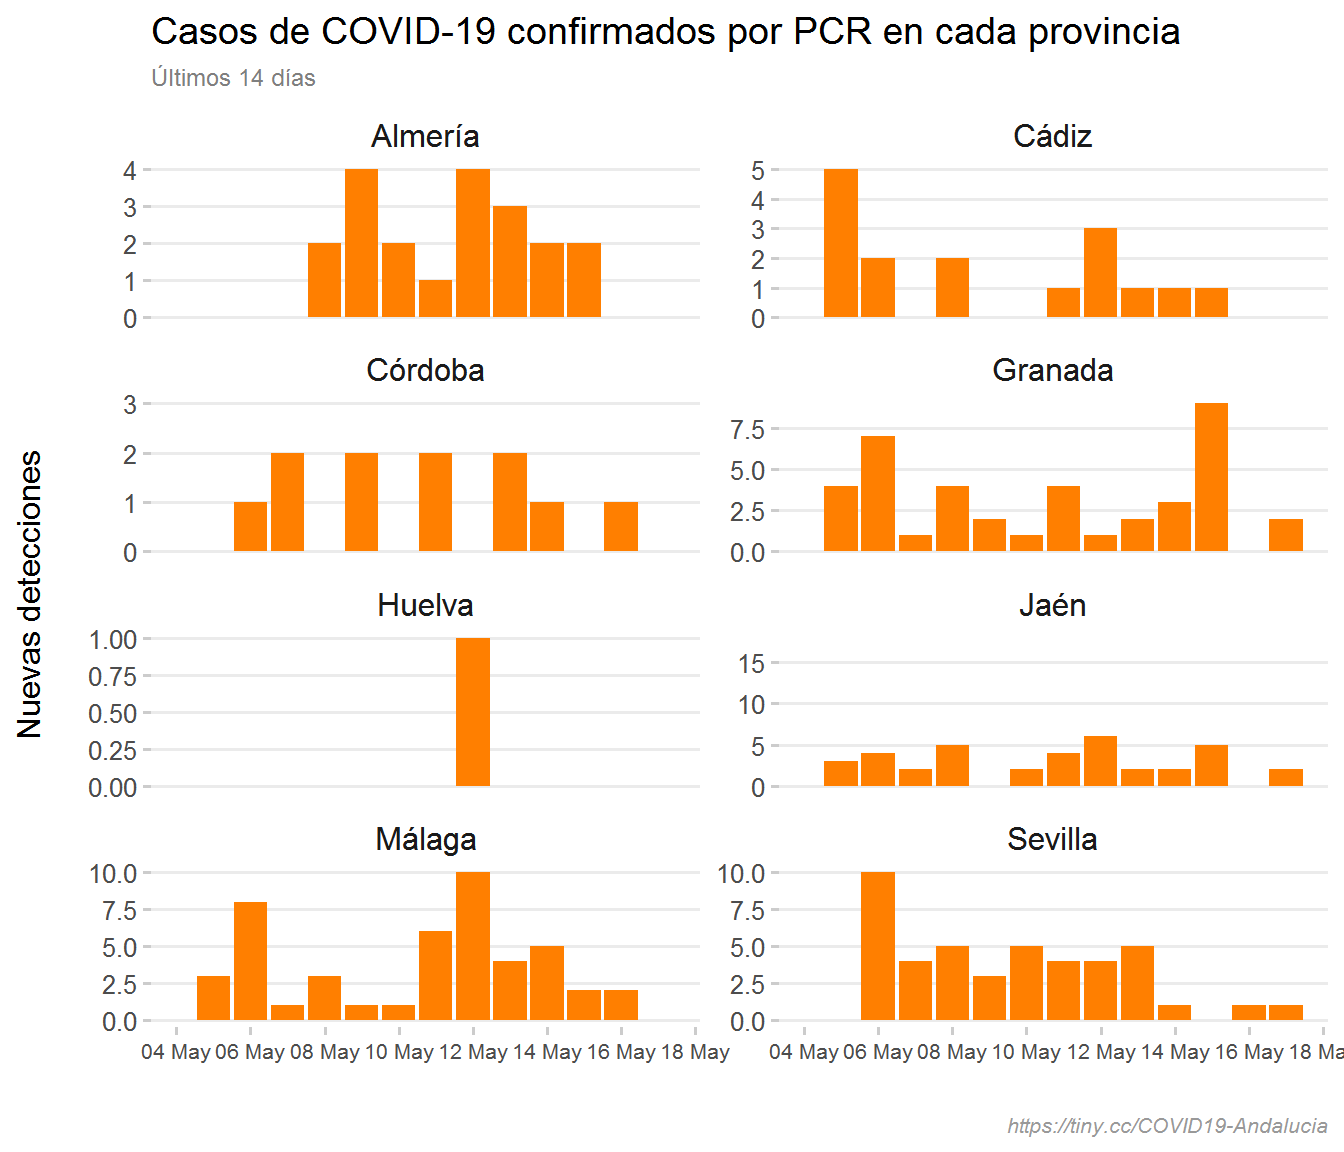 Casos de COVID-19 confirmados por PCR en cada provincia
Últimos 14 días
Nuevas detecciones
Almería
4
3
2
1
0
Cádiz
5
4
3
2
1
0
Córdoba
3
2
1
0
Granada
7.5
5.0
2.5
0.0
Huelva
1.00
0.75
0.50
0.25
0.00
Jaén
15
10
5
0
Málaga
10.0
7.5
5.0
2.5
0.0
04 May 06 May 08 May 10 May 12 May 14 May 16 May 18 May
Sevilla
10.0
7.5
5.0
2.5
0.0
04 May 06 May 08 May 10 May 12 May 14 May 16 May 18 Ma
https://tiny.cc/COVID19-Andalucia